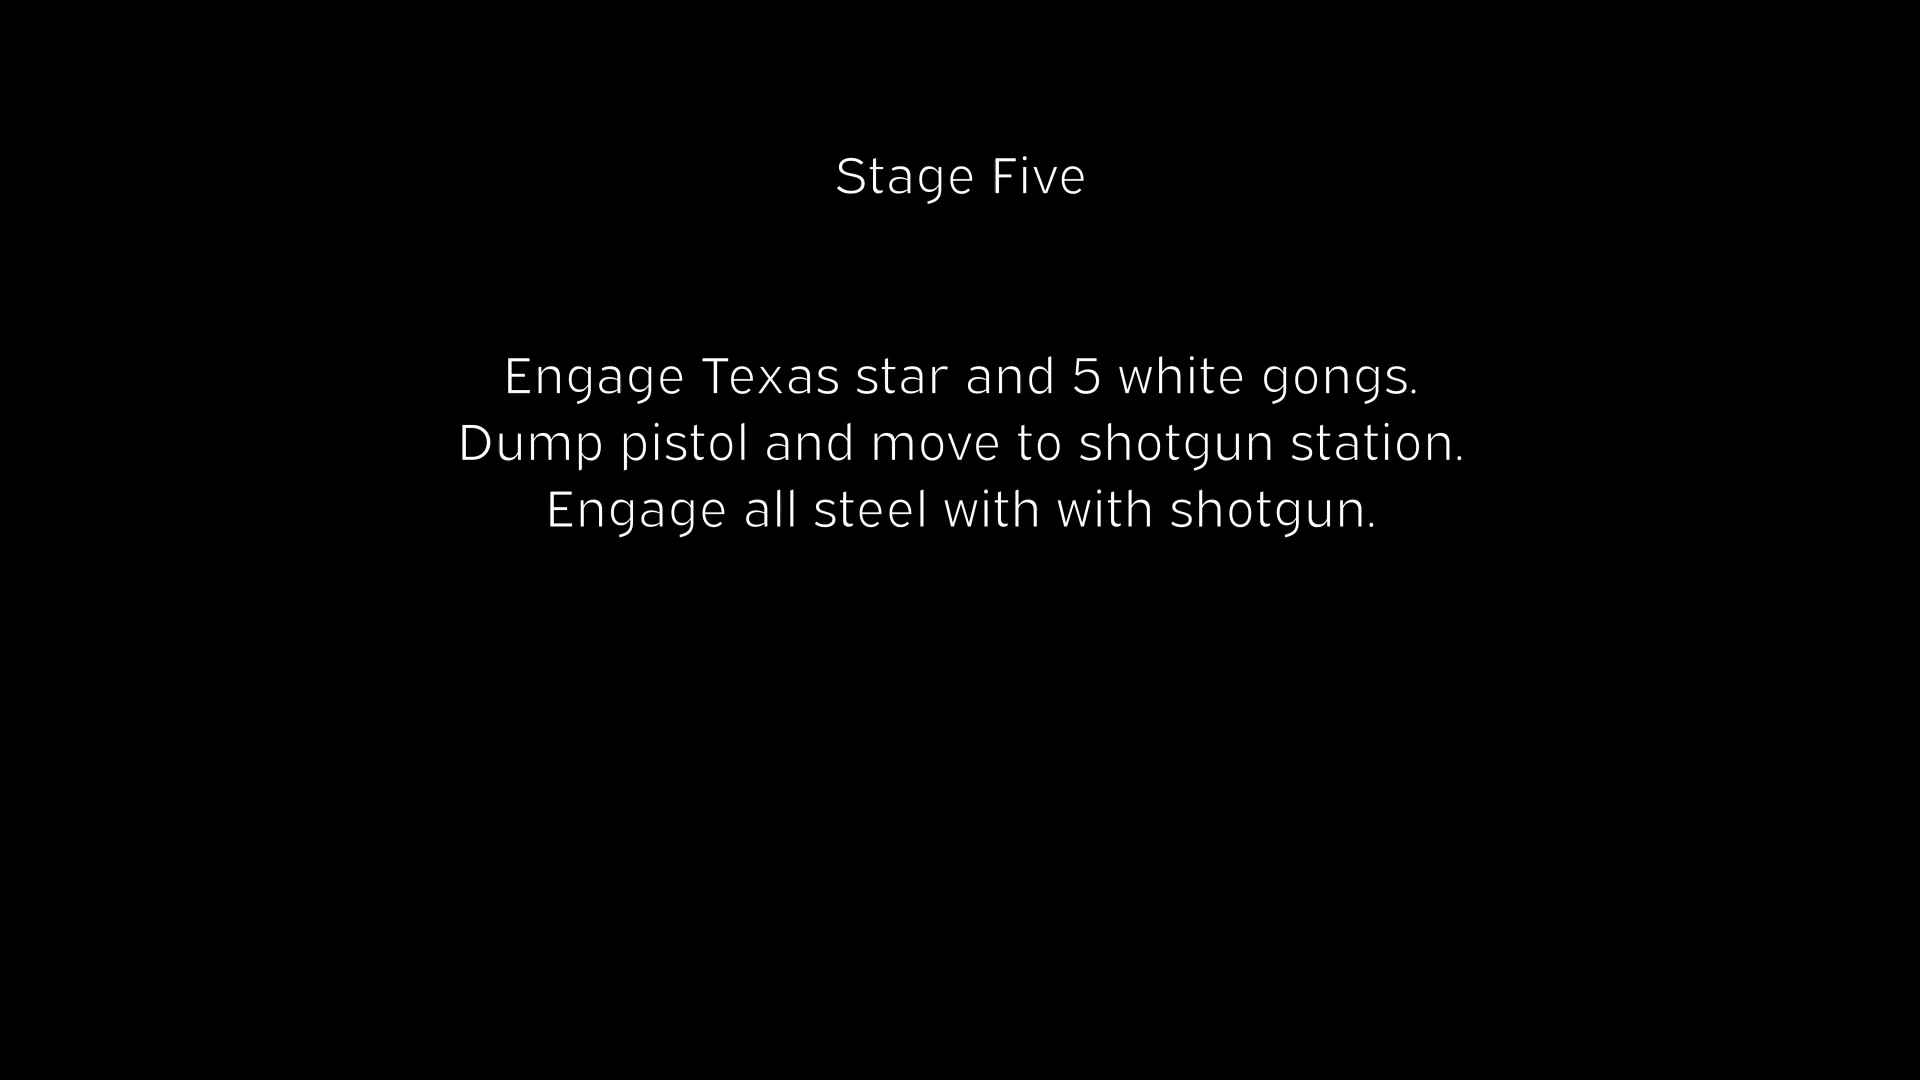 Stage Five
Engage Texas star and 5 white gongs.
Dump pistol and move to shotgun station.
Engage all steel with with shotgun.